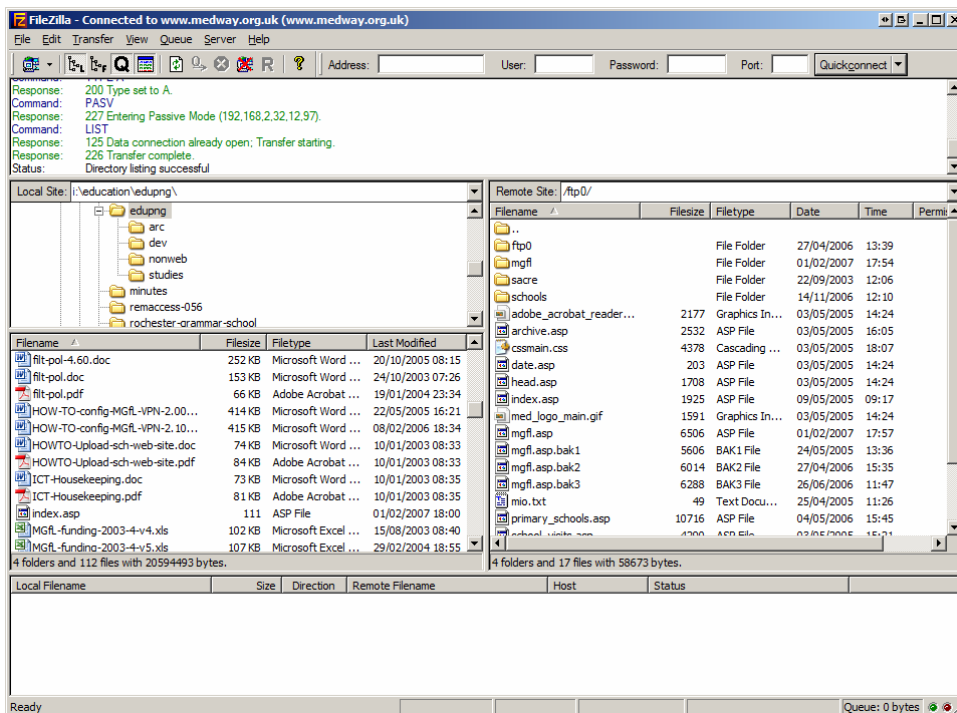 FileZilla - Connected to www.medway.org.uk (www.medway.org.uk)
File Edit Transfer View Queue Server Help
Address: User: Password: Port: Quickconnect
Response: 200 Type set to A.
Command: PASV
Response: 227 Entering Passive Mode (192,168,2,32,12,97).
Command: LIST
Response: 125 Data connection already open; Transfer starting.
Response: 226 Transfer complete.
Status: Directory listing successful
Local Site: i:\education\edupng\
edupng
arc
dev
nonweb
studies
minutes
remaccess-056
rochester-grammar-school
Filename Filesize Filetype Last Modified
filt-pol-4.60.doc 252 KB Microsoft Word ... 20/10/2005 08:15
filt-pol.doc 153 KB Microsoft Word ... 24/10/2003 07:26
filt-pol.pdf 66 KB Adobe Acrobat ... 19/01/2004 23:34
HOW-TO-config-MGfL-VPN-2.00... 414 KB Microsoft Word ... 22/05/2005 16:21
HOW-TO-config-MGfL-VPN-2.10... 415 KB Microsoft Word ... 08/02/2006 18:34
HOWTO-Upload-sch-web-site.doc 74 KB Microsoft Word ... 10/01/2003 08:33
HOWTO-Upload-sch-web-site.pdf 84 KB Adobe Acrobat ... 10/01/2003 08:33
ICT-Housekeeping.doc 73 KB Microsoft Word ... 10/01/2003 08:35
ICT-Housekeeping.pdf 81 KB Adobe Acrobat ... 10/01/2003 08:35
index.asp 111 ASP File 01/02/2007 18:00
MGfL-funding-2003-4-v4.xls 102 KB Microsoft Excel ... 15/08/2003 08:40
MGfL-funding-2003-4-v5.xls 107 KB Microsoft Excel ... 29/02/2004 18:55
4 folders and 112 files with 20594493 bytes.
Remote Site: /ftp0/
Filename Filesize Filetype Date Time Permis
..
ftp0 File Folder 27/04/2006 13:39
mgfl File Folder 01/02/2007 17:54
sacre File Folder 22/09/2003 12:06
schools File Folder 14/11/2006 12:10
adobe_acrobat_reader... 2177 Graphics In... 03/05/2005 14:24
archive.asp 2532 ASP File 03/05/2005 16:05
cssmain.css 4378 Cascading ... 03/05/2005 18:07
date.asp 203 ASP File 03/05/2005 14:24
head.asp 1708 ASP File 03/05/2005 14:24
index.asp 1925 ASP File 09/05/2005 09:17
med_logo_main.gif 1591 Graphics In... 03/05/2005 14:24
mgfl.asp 6506 ASP File 01/02/2007 17:57
mgfl.asp.bak1 5606 BAK1 File 24/05/2005 13:36
mgfl.asp.bak2 6014 BAK2 File 27/04/2006 15:35
mgfl.asp.bak3 6288 BAK3 File 26/06/2006 11:47
mio.txt 49 Text Docu... 25/04/2005 11:26
primary_schools.asp 10716 ASP File 04/05/2006 15:45
school_visits.asp 4200 ASP File 03/05/2005 15:21
4 folders and 17 files with 58673 bytes.
Local Filename Size Direction Remote Filename Host Status
Ready Queue: 0 bytes